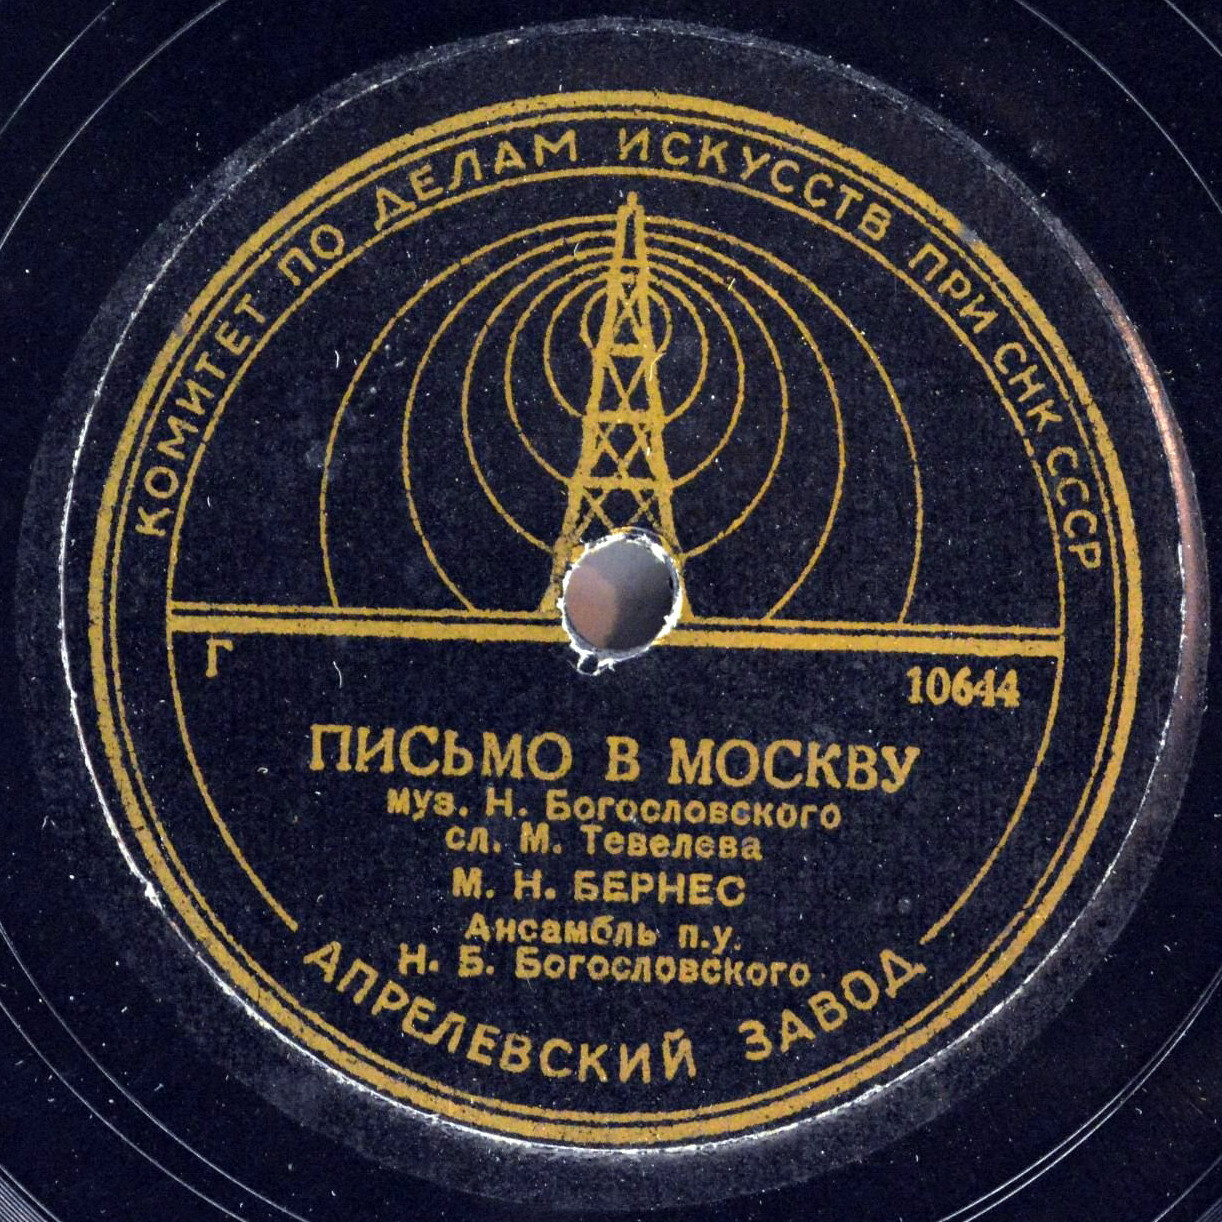 КОМИТЕТ ПО ДЕЛАМ ИСКУССТВ ПРИ СНК СССР
Г
10644
ПИСЬМО В МОСКВУ
муз. Н. Богословского
сл. М. Тевелева
М. Н. БЕРНЕС
Ансамбль п.у.
Н. Б. Богословского
АПРЕЛЕВСКИЙ ЗАВОД